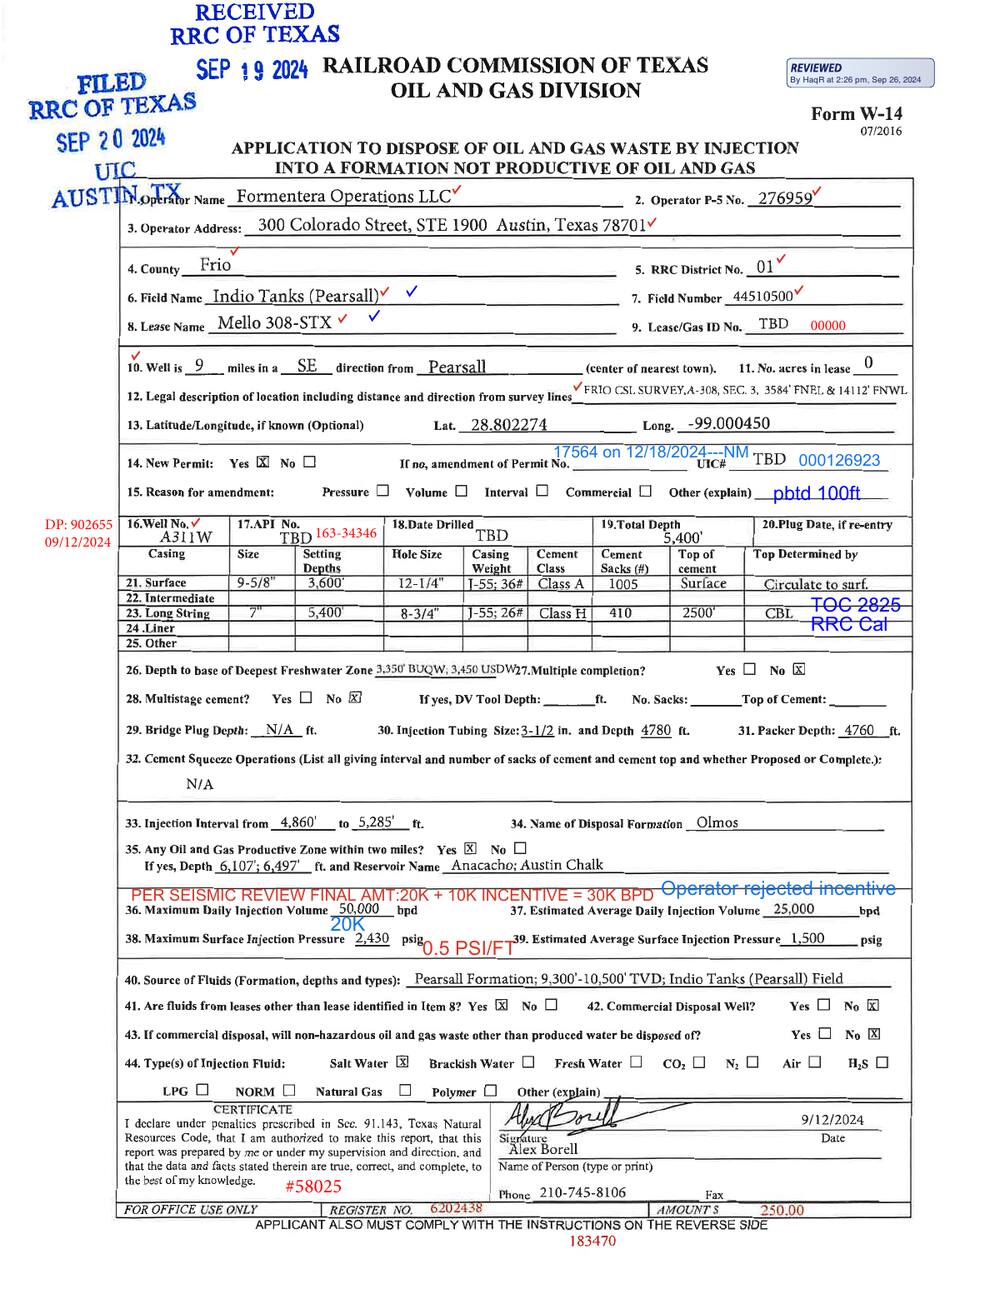 RECEIVED
RRC OF TEXAS
SEP 19 2024
FILED
RRC OF TEXAS
SEP 20 2024
UIC
AUSTIN, TX
RAILROAD COMMISSION OF TEXAS
OIL AND GAS DIVISION
REVIEWED
By HaqR at 2:26 pm, Sep 26, 2024
Form W-14
07/2016
APPLICATION TO DISPOSE OF OIL AND GAS WASTE BY INJECTION
INTO A FORMATION NOT PRODUCTIVE OF OIL AND GAS
1. Operator Name Formentera Operations LLC✓ 2. Operator P-5 No. 276959✓
3. Operator Address: 300 Colorado Street, STE 1900 Austin, Texas 78701✓
4. County Frio ✓ 5. RRC District No. 01✓
6. Field Name Indio Tanks (Pearsall)✓ ✓ 7. Field Number 44510500✓
8. Lease Name Mello 308-STX ✓ ✓ 9. Lease/Gas ID No. TBD 00000
✓
10. Well is 9 miles in a SE direction from Pearsall (center of nearest town). 11. No. acres in lease 0
12. Legal description of location including distance and direction from survey lines ✓ FRIO CSL SURVEY,A-308, SEC. 3, 3584' FNEL & 14112' FNWL
13. Latitude/Longitude, if known (Optional) Lat. 28.802274 Long. -99.000450
17564 on 12/18/2024---NM
14. New Permit: Yes ☒ No ☐ If no, amendment of Permit No. UIC# TBD 000126923
15. Reason for amendment: Pressure ☐ Volume ☐ Interval ☐ Commercial ☐ Other (explain) pbtd 100ft
DP: 902655
09/12/2024
16.Well No.✓ A311W 17.API No. TBD 163-34346 18.Date Drilled TBD 19.Total Depth 5,400' 20.Plug Date, if re-entry
Casing Size Setting Depths Hole Size Casing Weight Cement Class Cement Sacks (#) Top of cement Top Determined by
21. Surface 9-5/8" 3,600' 12-1/4" J-55; 36# Class A 1005 Surface Circulate to surf.
22. Intermediate
23. Long String 7" 5,400' 8-3/4" J-55; 26# Class H 410 2500' CBL TOC 2825
RRC Cal
24 .Liner
25. Other
26. Depth to base of Deepest Freshwater Zone 3,350' BUQW; 3,450 USDW 27.Multiple completion? Yes ☐ No ☒
28. Multistage cement? Yes ☐ No ☒ If yes, DV Tool Depth: ft. No. Sacks: Top of Cement:
29. Bridge Plug Depth: N/A ft. 30. Injection Tubing Size: 3-1/2 in. and Depth 4780 ft. 31. Packer Depth: 4760 ft.
32. Cement Squeeze Operations (List all giving interval and number of sacks of cement and cement top and whether Proposed or Complete.):
N/A
33. Injection Interval from 4,860' to 5,285' ft. 34. Name of Disposal Formation Olmos
35. Any Oil and Gas Productive Zone within two miles? Yes ☒ No ☐
If yes, Depth 6,107'; 6,497' ft. and Reservoir Name Anacacho; Austin Chalk
PER SEISMIC REVIEW FINAL AMT:20K + 10K INCENTIVE = 30K BPD Operator rejected incentive
36. Maximum Daily Injection Volume 50,000 bpd 37. Estimated Average Daily Injection Volume 25,000 bpd
20K
38. Maximum Surface Injection Pressure 2,430 psig 0.5 PSI/FT 39. Estimated Average Surface Injection Pressure 1,500 psig
40. Source of Fluids (Formation, depths and types): Pearsall Formation; 9,300'-10,500' TVD; Indio Tanks (Pearsall) Field
41. Are fluids from leases other than lease identified in Item 8? Yes ☒ No ☐ 42. Commercial Disposal Well? Yes ☐ No ☒
43. If commercial disposal, will non-hazardous oil and gas waste other than produced water be disposed of? Yes ☐ No ☒
44. Type(s) of Injection Fluid: Salt Water ☒ Brackish Water ☐ Fresh Water ☐ CO₂ ☐ N₂ ☐ Air ☐ H₂S ☐
LPG ☐ NORM ☐ Natural Gas ☐ Polymer ☐ Other (explain)
CERTIFICATE
I declare under penalties prescribed in Sec. 91.143, Texas Natural
Resources Code, that I am authorized to make this report, that this
report was prepared by me or under my supervision and direction, and
that the data and facts stated therein are true, correct, and complete, to
the best of my knowledge.
#58025
Alex Borell 9/12/2024
Signature Date
Alex Borell
Name of Person (type or print)
Phone 210-745-8106 Fax
FOR OFFICE USE ONLY REGISTER NO. 6202438 AMOUNT $ 250.00
APPLICANT ALSO MUST COMPLY WITH THE INSTRUCTIONS ON THE REVERSE SIDE
183470